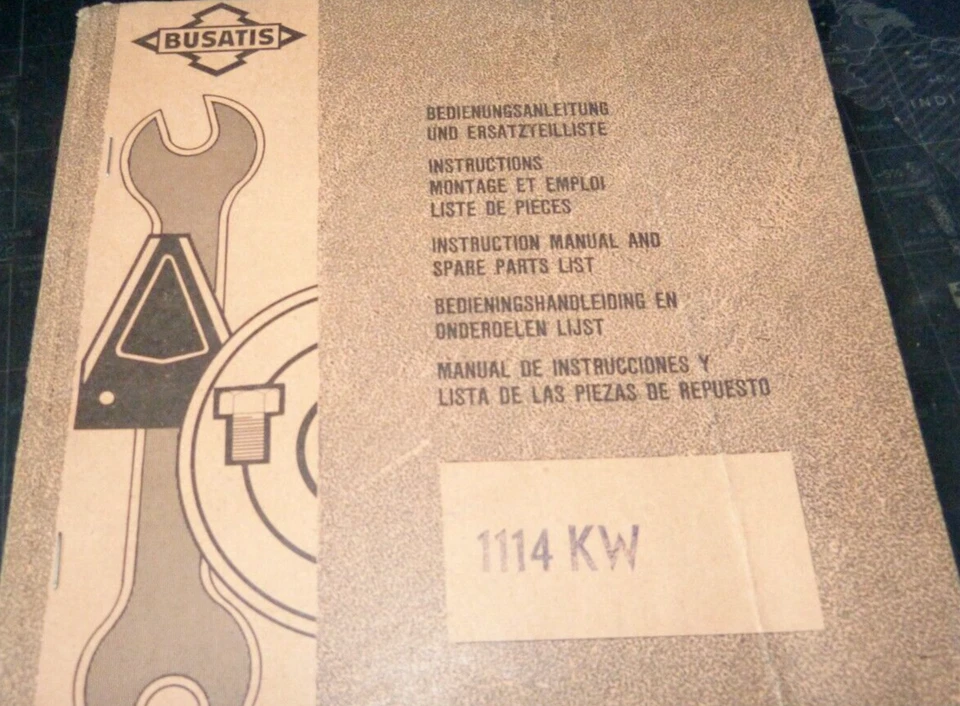 BUSATIS
BEDIENUNGSANLEITUNG
UND ERSATZTEILLISTE
INSTRUCTIONS
MONTAGE ET EMPLOI
LISTE DE PIECES
INSTRUCTION MANUAL AND
SPARE PARTS LIST
BEDIENINGSHANDLEIDING EN
ONDERDELEN LIJST
MANUAL DE INSTRUCCIONES Y
LISTA DE LAS PIEZAS DE REPUESTO
1114 KW
INDI